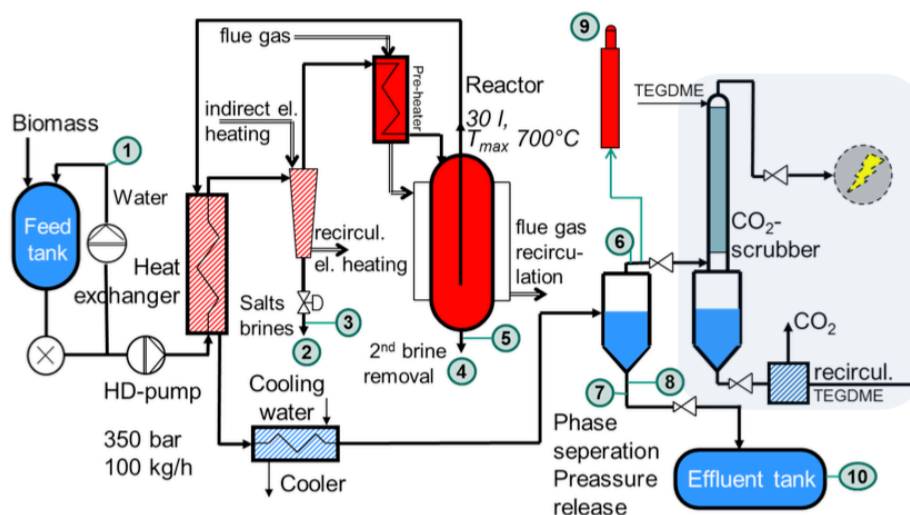 flue gas
9
Reactor
30 l,
T max 700°C
Pre-heater
TEGDME
indirect el.
heating
Biomass
1
Water
Feed
tank
Heat
exchanger
recircul.
el. heating
flue gas
recircu-
lation
6
CO2-
scrubber
Salts
brines
3
2
5
2nd brine
removal
4
HD-pump
Cooling
water
350 bar
100 kg/h
Cooler
7
8
CO2
recircul.
TEGDME
Phase
seperation
Preassure
release
Effluent tank
10